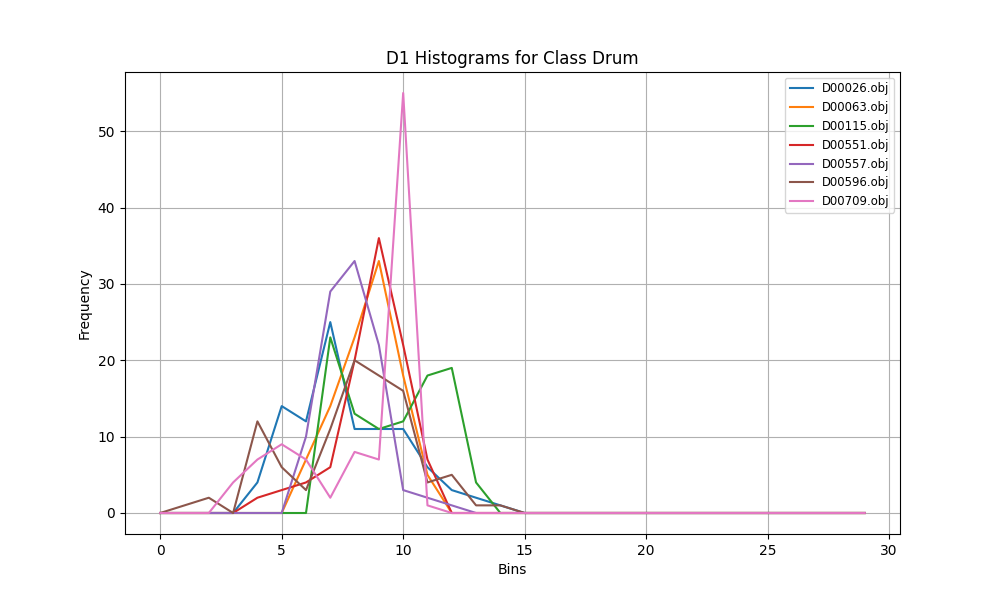 D1 Histograms for Class Drum
D00026.obj
D00063.obj
D00115.obj
D00551.obj
D00557.obj
D00596.obj
D00709.obj
50
40
30
20
10
0
Frequency
0 5 10 15 20 25 30
Bins